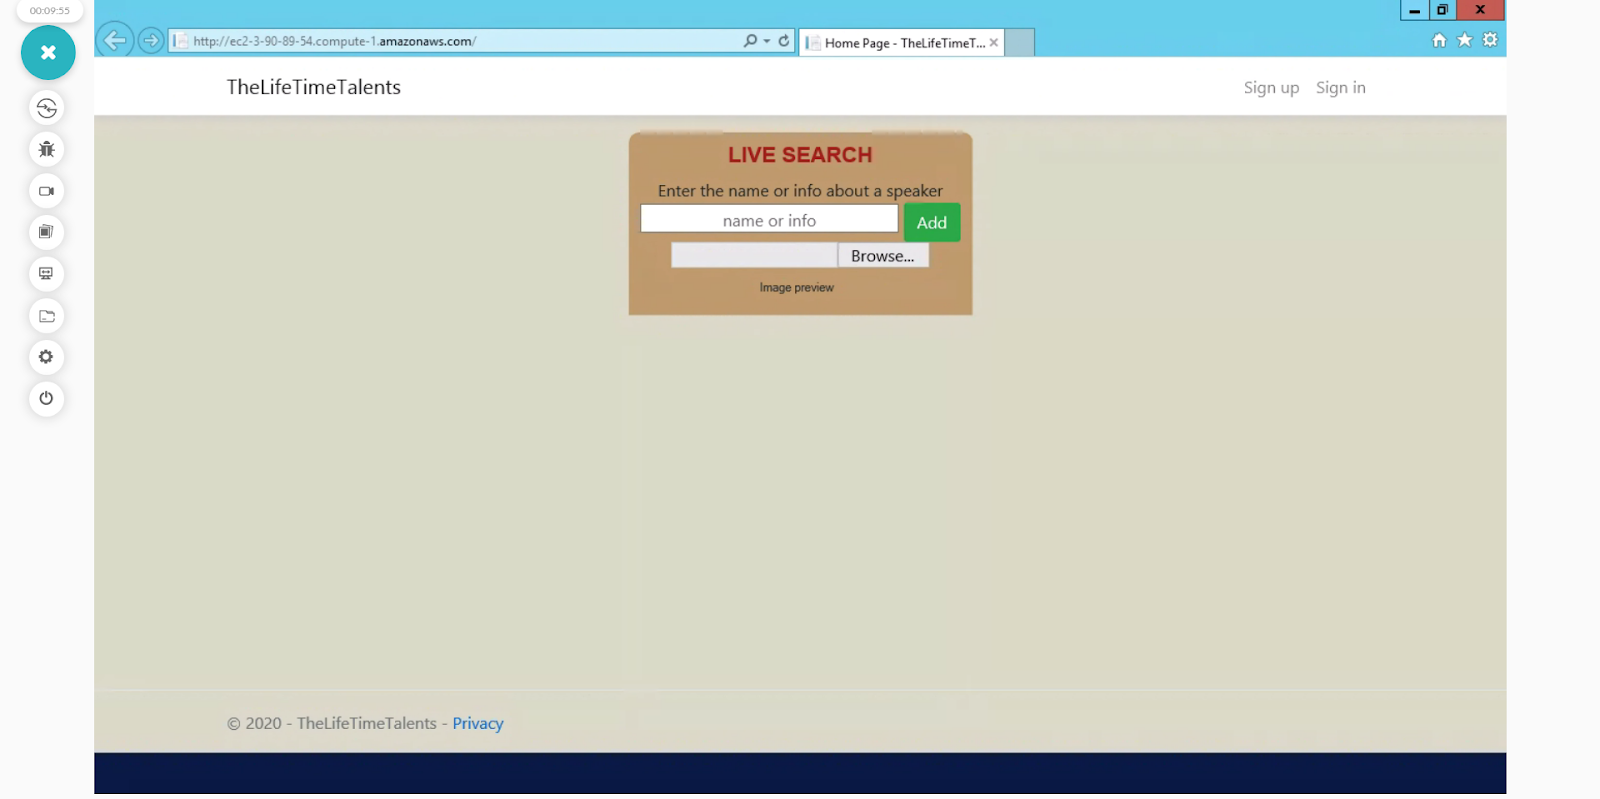 00:09:55
http://ec2-3-90-89-54.compute-1.amazonaws.com/
Home Page - TheLifeTimeT...
TheLifeTimeTalents
Sign up
Sign in
LIVE SEARCH
Enter the name or info about a speaker
name or info
Add
Browse...
Image preview
© 2020 - TheLifeTimeTalents - Privacy